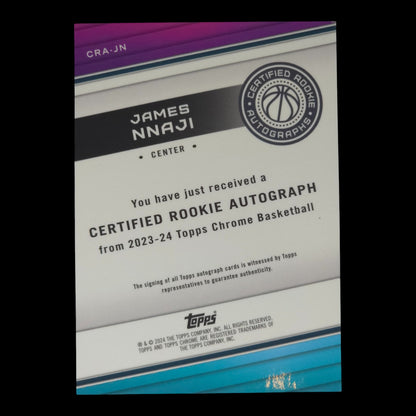 CRA-JN
CERTIFIED ROOKIE
AUTOGRAPHS
JAMES
NNAJI
• CENTER •
You have just received a
CERTIFIED ROOKIE AUTOGRAPH
from 2023-24 Topps Chrome Basketball
The signing of all Topps autograph cards is witnessed by Topps
representatives to guarantee authenticity.
topps
® & © 2024 THE TOPPS COMPANY, INC. ALL RIGHTS RESERVED.
TOPPS AND TOPPS CHROME ARE REGISTERED TRADEMARKS OF
THE TOPPS COMPANY, INC.